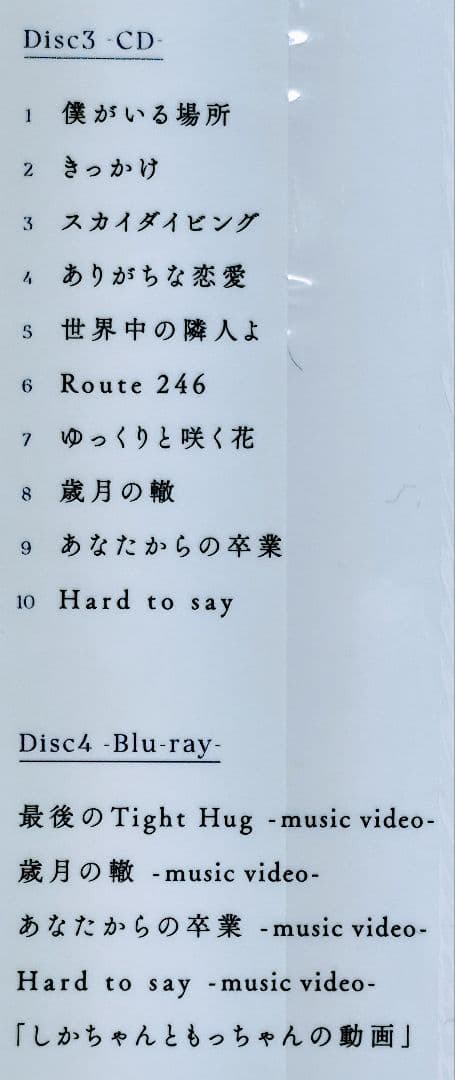 Disc3 -CD-
1 僕がいる場所
2 きっかけ
3 スカイダイビング
4 ありがちな恋愛
5 世界中の隣人よ
6 Route 246
7 ゆっくりと咲く花
8 歳月の轍
9 あなたからの卒業
10 Hard to say
Disc4 -Blu-ray-
最後のTight Hug -music video-
歳月の轍 -music video-
あなたからの卒業 -music video-
Hard to say -music video-
「しかちゃんともっちゃんの動画」